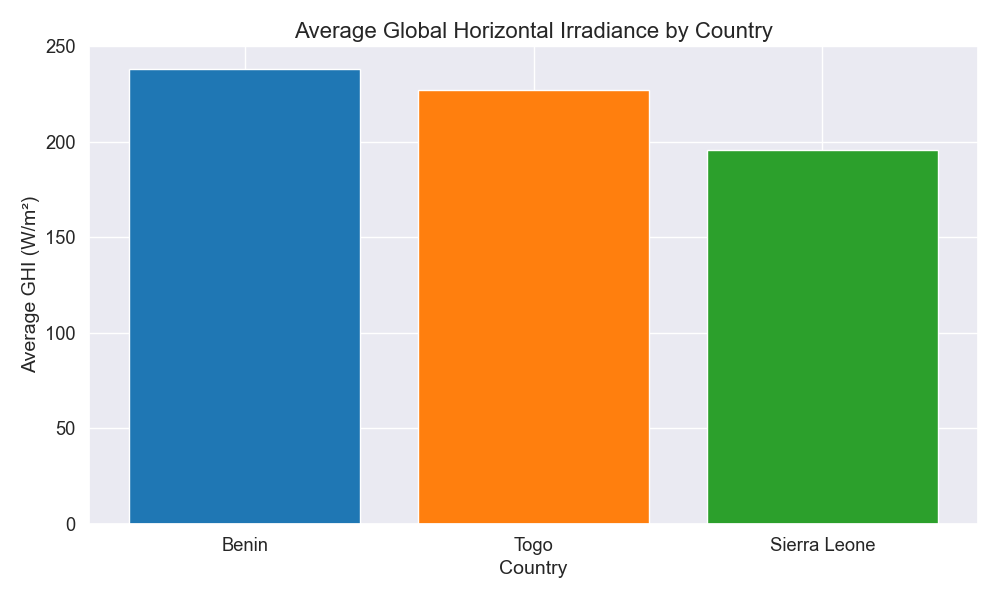 Average Global Horizontal Irradiance by Country
Average GHI (W/m²)
250
200
150
100
50
0
Benin
Togo
Sierra Leone
Country